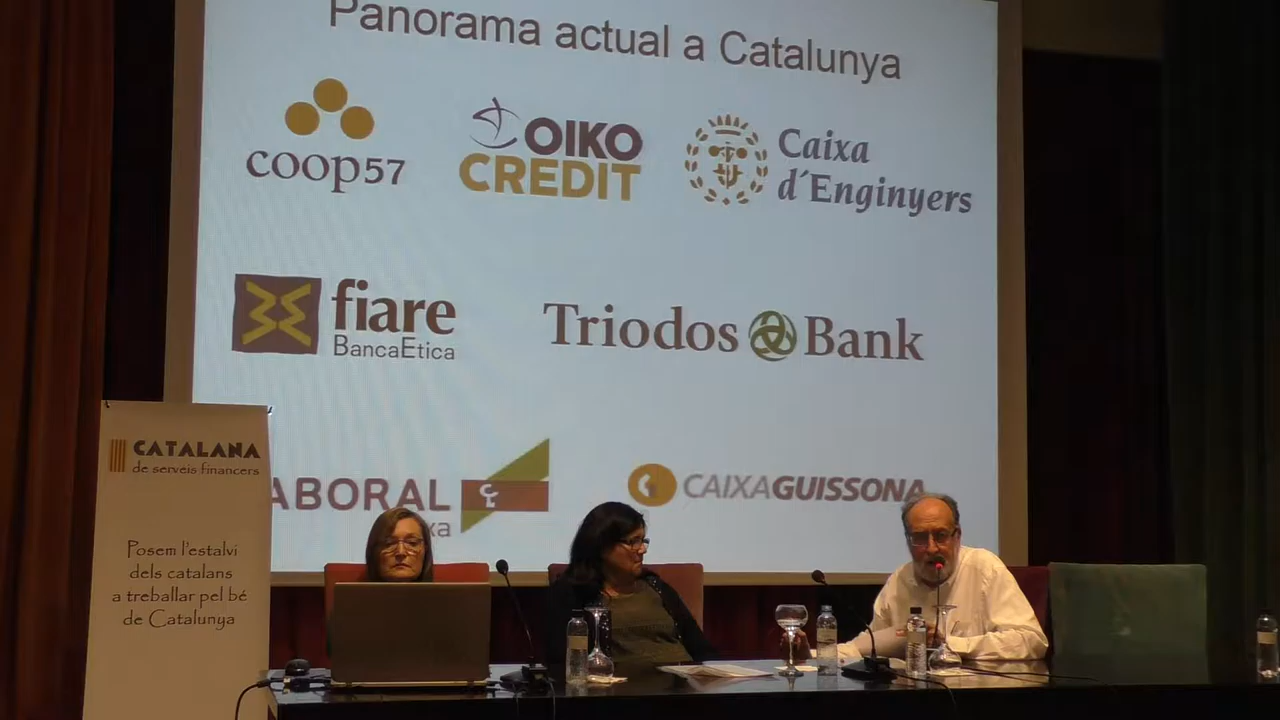 Panorama actual a Catalunya
coop57
OIKO
CREDIT
Caixa
d´Enginyers
fiare
BancaEtica
Triodos Bank
ABORAL
xa
CAIXAGUISSONA
CATALANA
de serveis financers
Posem l'estalvi
dels catalans
a treballar pel bé
de Catalunya